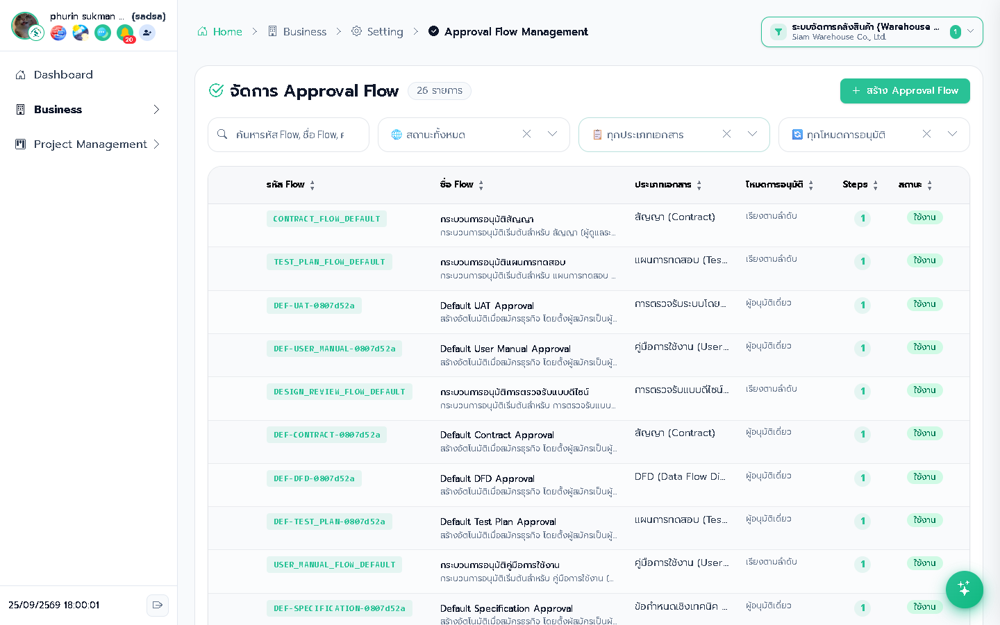 phurin sukman ... (sadsa)
20
Home
Business
Setting
Approval Flow Management
ระบบจัดการคลังสินค้า (Warehouse ...
Siam Warehouse Co., Ltd.
1
Dashboard
Business
Project Management
จัดการ Approval Flow
26 รายการ
+ สร้าง Approval Flow
ค้นหารหัส Flow, ชื่อ Flow, ค
สถานะทั้งหมด
ทุกประเภทเอกสาร
ทุกโหมดการอนุมัติ
รหัส Flow
ชื่อ Flow
ประเภทเอกสาร
โหมดการอนุมัติ
Steps
สถานะ
CONTRACT_FLOW_DEFAULT
กระบวนการอนุมัติสัญญา
กระบวนการอนุมัติเริ่มต้นสำหรับ สัญญา (ผู้ดูแลระ...
สัญญา (Contract)
เรียงตามลำดับ
1
ใช้งาน
TEST_PLAN_FLOW_DEFAULT
กระบวนการอนุมัติแผนการทดสอบ
กระบวนการอนุมัติเริ่มต้นสำหรับ แผนการทดสอบ ...
แผนการทดสอบ (Tes...
เรียงตามลำดับ
1
ใช้งาน
DEF-UAT-0807d52a
Default UAT Approval
สร้างอัตโนมัติเมื่อสมัครธุรกิจ โดยตั้งผู้สมัครเป็นผู้...
การตรวจรับระบบโดย...
ผู้อนุมัติเดียว
1
ใช้งาน
DEF-USER_MANUAL-0807d52a
Default User Manual Approval
สร้างอัตโนมัติเมื่อสมัครธุรกิจ โดยตั้งผู้สมัครเป็นผู้...
คู่มือการใช้งาน (User...
ผู้อนุมัติเดียว
1
ใช้งาน
DESIGN_REVIEW_FLOW_DEFAULT
กระบวนการอนุมัติการตรวจรับแบบดีไซน์
กระบวนการอนุมัติเริ่มต้นสำหรับ การตรวจรับแบบ...
การตรวจรับแบบดีไซน์...
เรียงตามลำดับ
1
ใช้งาน
DEF-CONTRACT-0807d52a
Default Contract Approval
สร้างอัตโนมัติเมื่อสมัครธุรกิจ โดยตั้งผู้สมัครเป็นผู้...
สัญญา (Contract)
ผู้อนุมัติเดียว
1
ใช้งาน
DEF-DFD-0807d52a
Default DFD Approval
สร้างอัตโนมัติเมื่อสมัครธุรกิจ โดยตั้งผู้สมัครเป็นผู้...
DFD (Data Flow Di...
ผู้อนุมัติเดียว
1
ใช้งาน
DEF-TEST_PLAN-0807d52a
Default Test Plan Approval
สร้างอัตโนมัติเมื่อสมัครธุรกิจ โดยตั้งผู้สมัครเป็นผู้...
แผนการทดสอบ (Tes...
ผู้อนุมัติเดียว
1
ใช้งาน
USER_MANUAL_FLOW_DEFAULT
กระบวนการอนุมัติคู่มือการใช้งาน
กระบวนการอนุมัติเริ่มต้นสำหรับ คู่มือการใช้งาน (...
คู่มือการใช้งาน (User...
เรียงตามลำดับ
1
ใช้งาน
DEF-SPECIFICATION-0807d52a
Default Specification Approval
สร้างอัตโนมัติเมื่อสมัครธุรกิจ โดยตั้งผู้สมัครเป็นผู้...
ข้อกำหนดเชิงเทคนิค ...
ผู้อนุมัติเดียว
1
ใช้งาน
25/09/2569 18:00:01